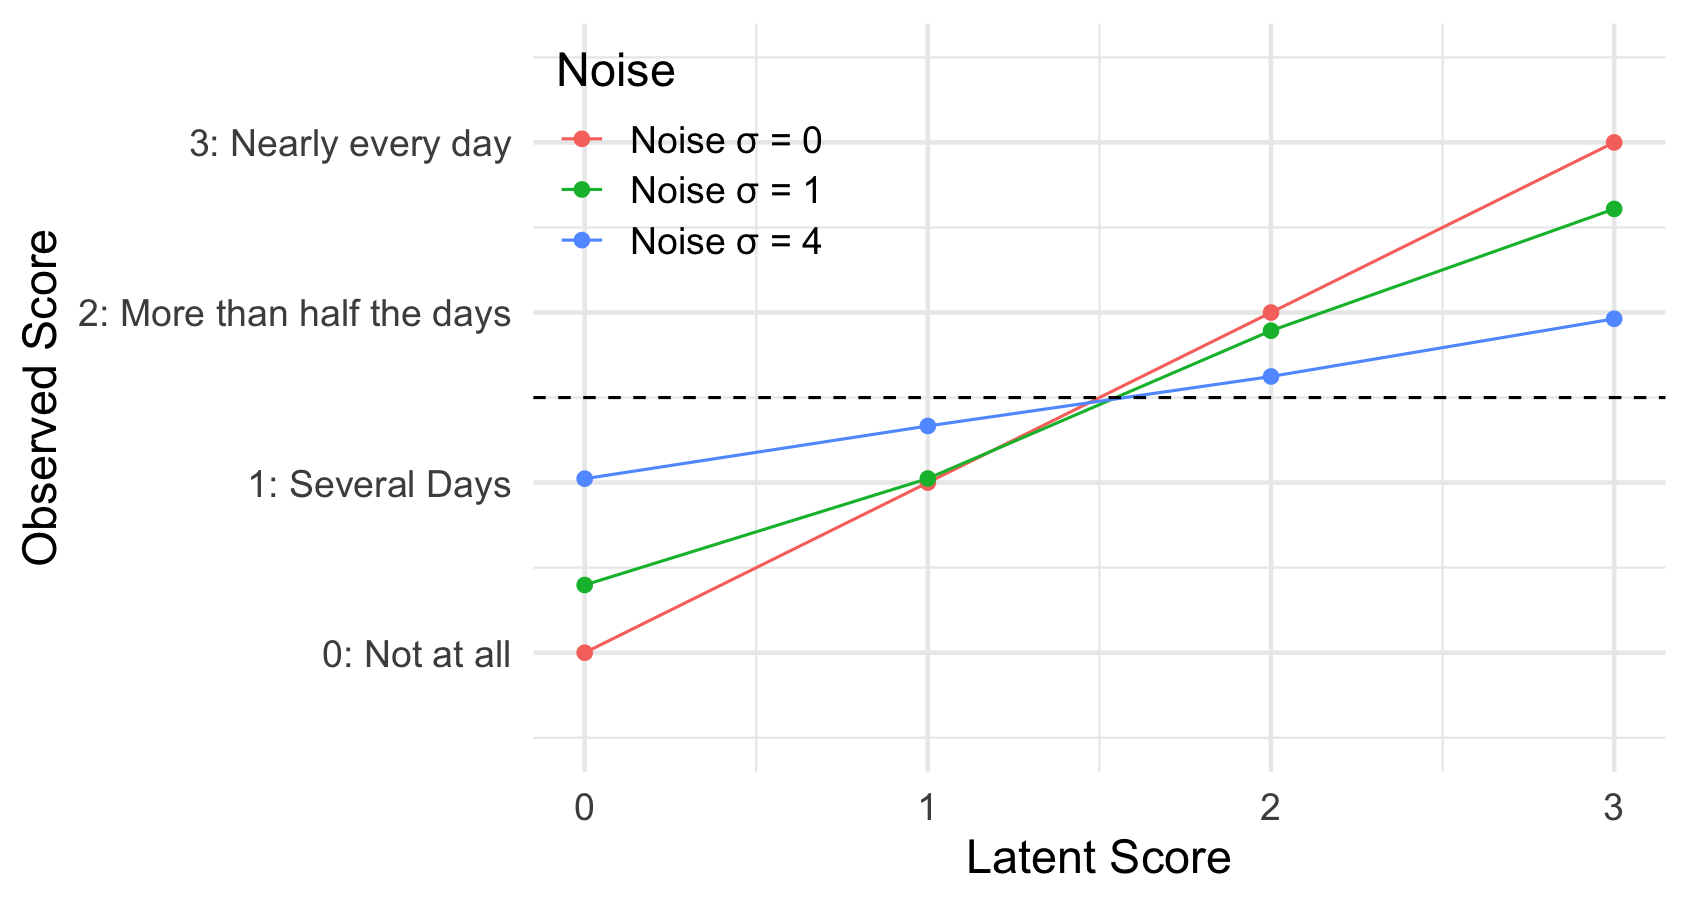 Noise
Noise σ = 0
Noise σ = 1
Noise σ = 4
Observed Score
3: Nearly every day
2: More than half the days
1: Several Days
0: Not at all
0 1 2 3
Latent Score